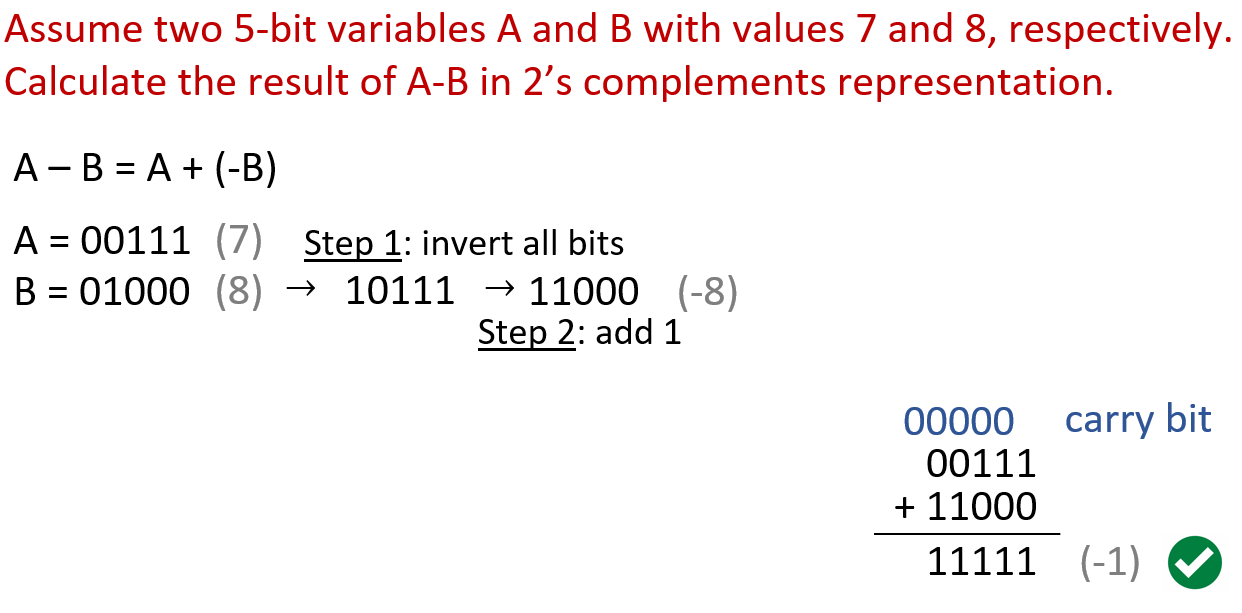 Assume two 5-bit variables A and B with values 7 and 8, respectively.
Calculate the result of A-B in 2’s complements representation.
A – B = A + (-B)
A = 00111 (7) Step 1: invert all bits
B = 01000 (8) → 10111 → 11000 (-8)
Step 2: add 1
00000 carry bit
00111
+ 11000
11111 (-1)